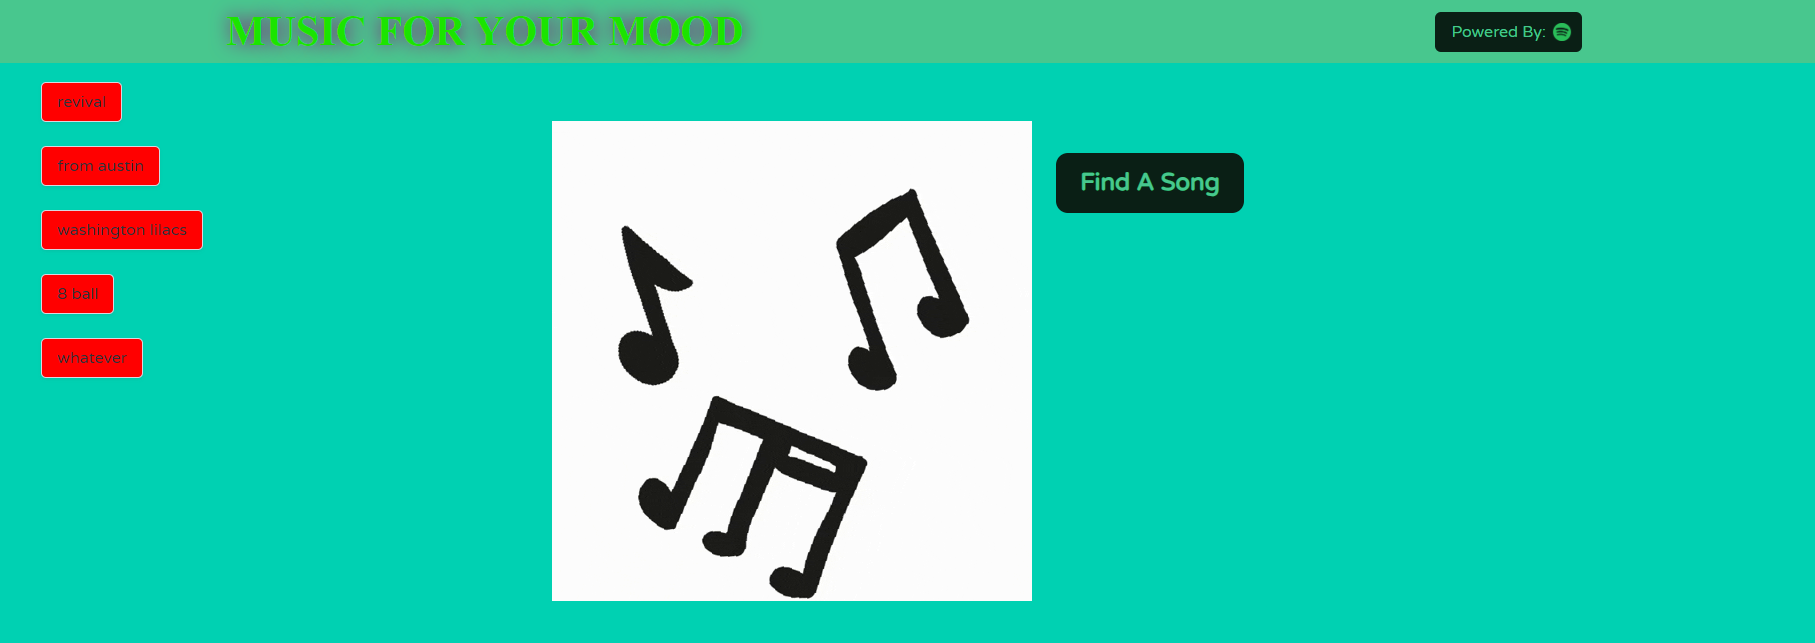 MUSIC FOR YOUR MOOD
Powered By:
revival
from austin
washington lilacs
8 ball
whatever
Find A Song